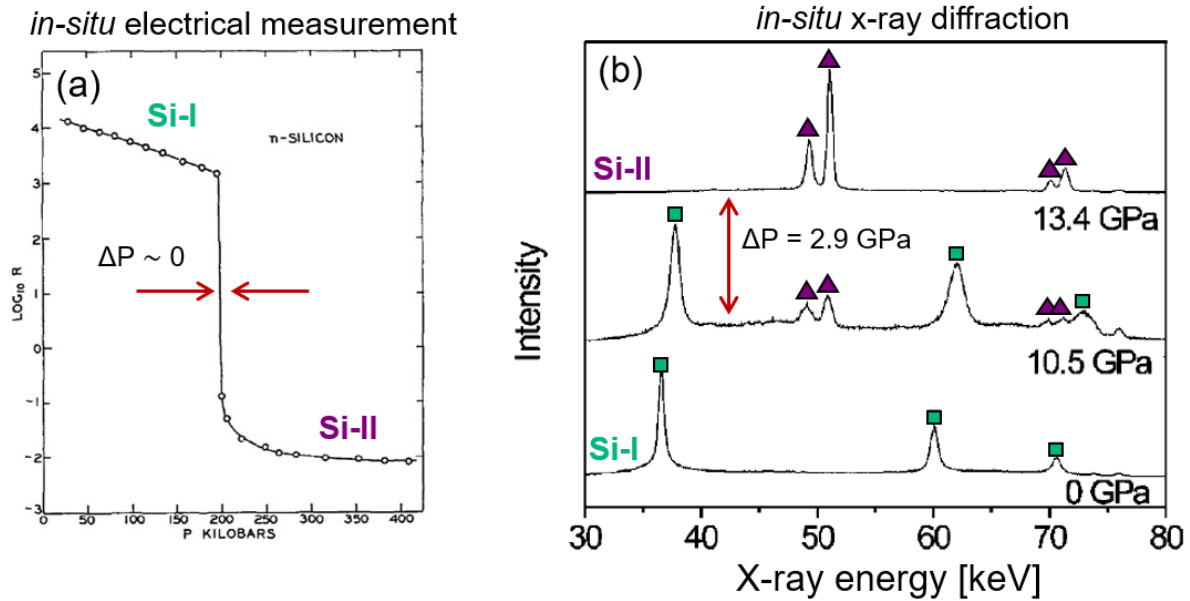 in-situ electrical measurement
(a)
Si-I
n-SILICON
ΔP ~ 0
Si-II
LOG₁₀ R
5
4
3
2
1
0
-1
-2
-3
0 50 100 150 200 250 300 350 400
P KILOBARS
in-situ x-ray diffraction
(b)
Si-II
13.4 GPa
ΔP = 2.9 GPa
10.5 GPa
Si-I
0 GPa
Intensity
30 40 50 60 70 80
X-ray energy [keV]